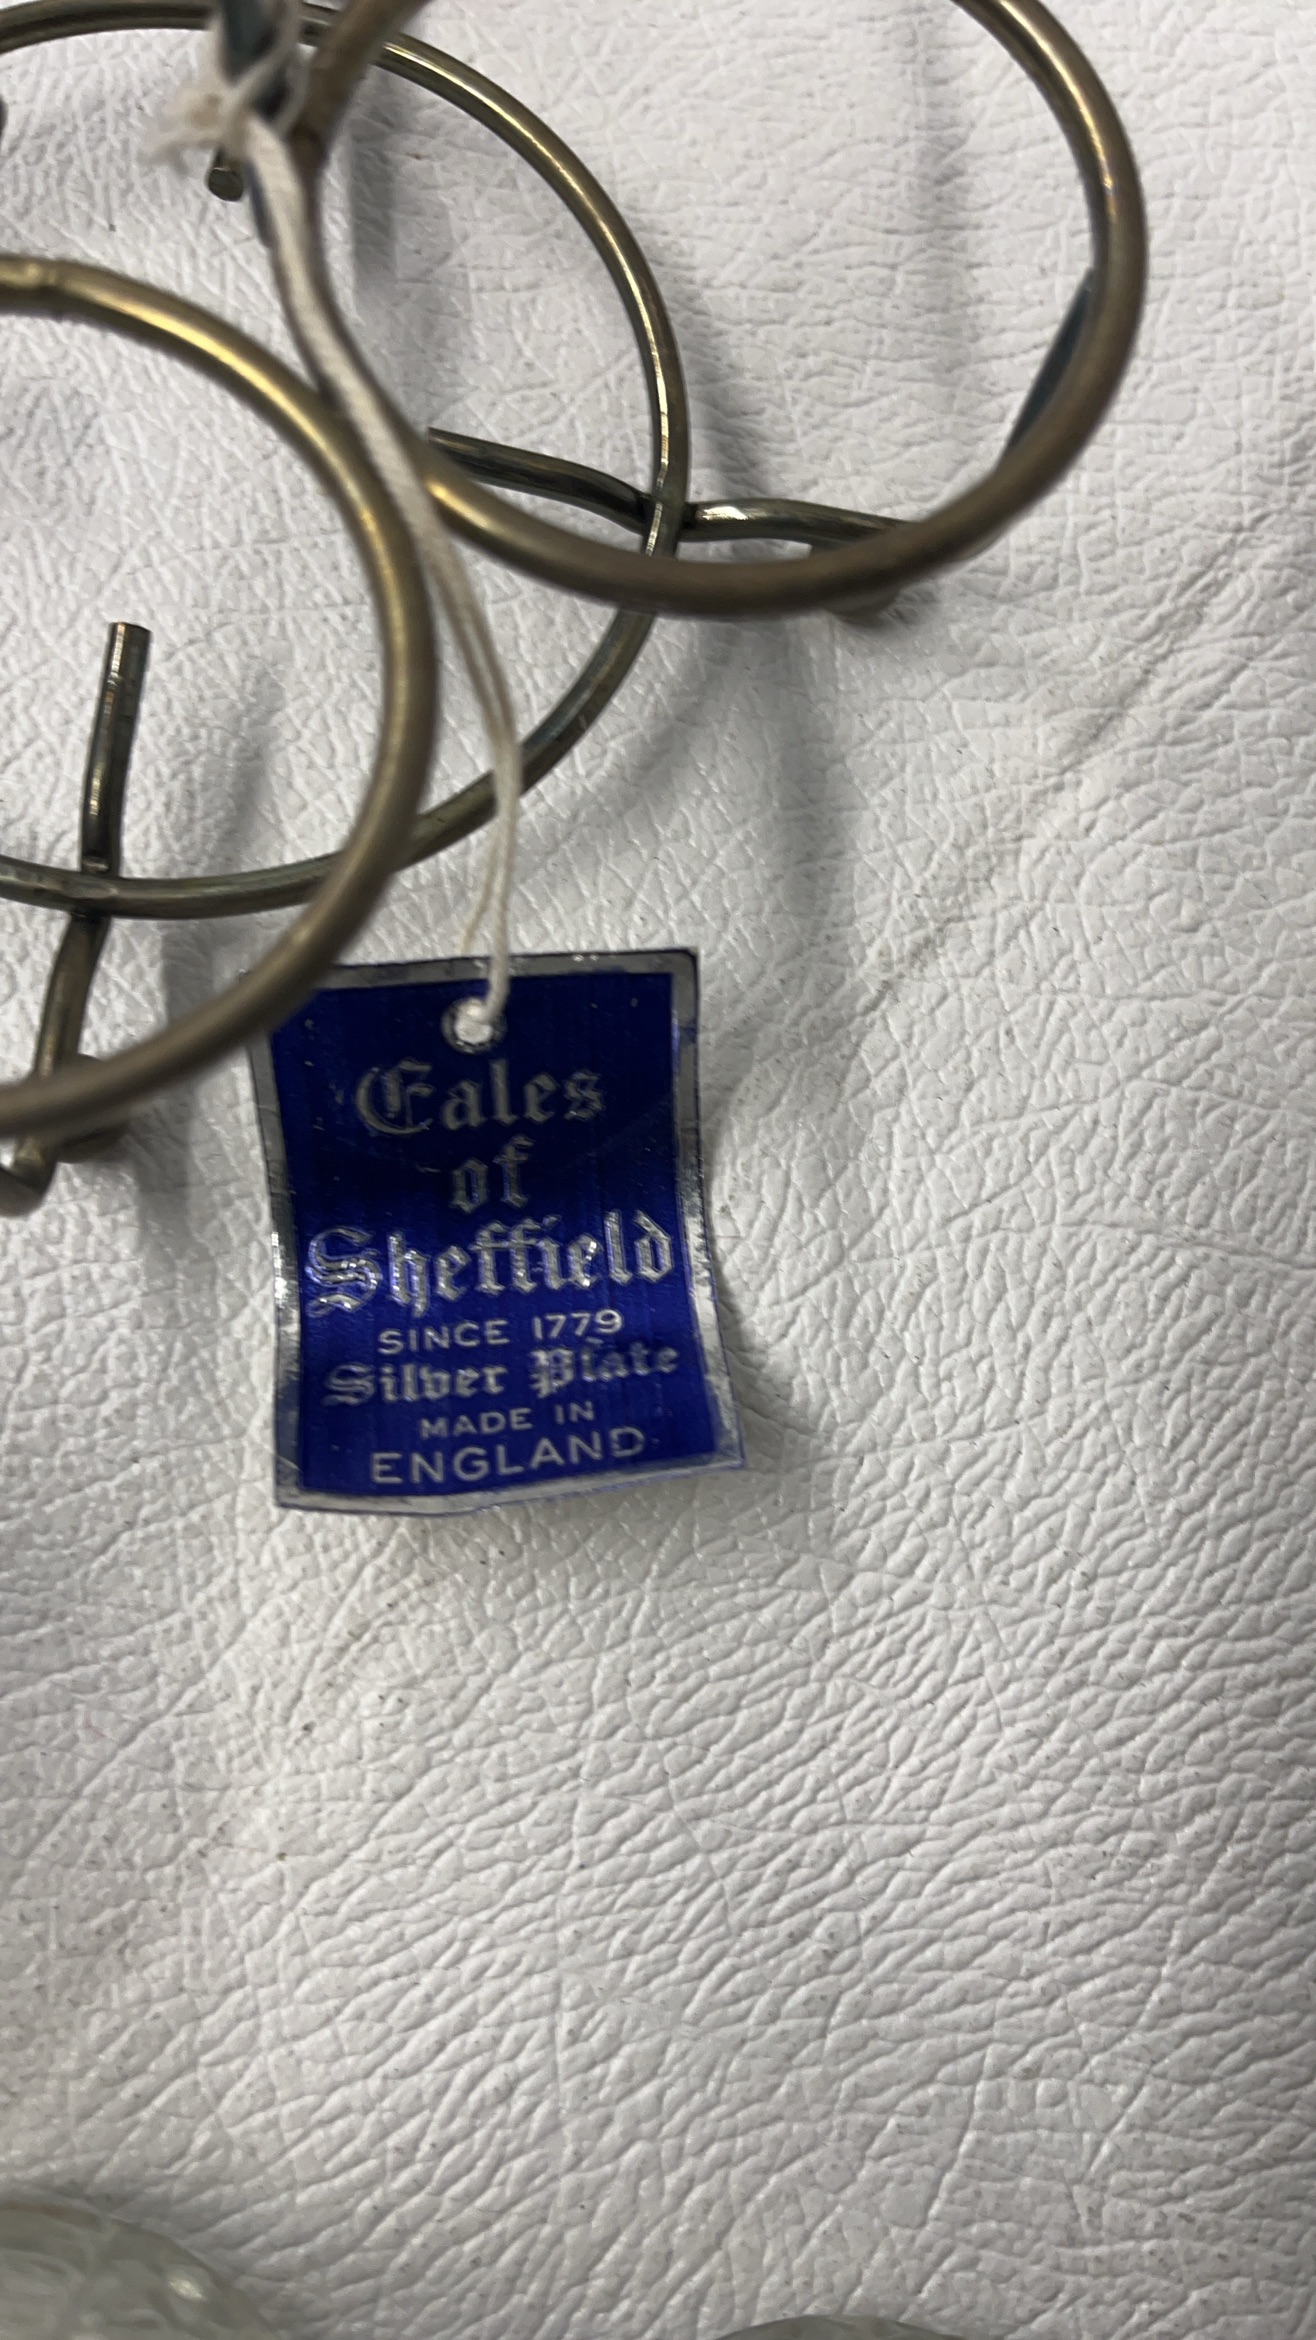 Eales
of
Sheffield
SINCE 1779
Silver Plate
MADE IN
ENGLAND